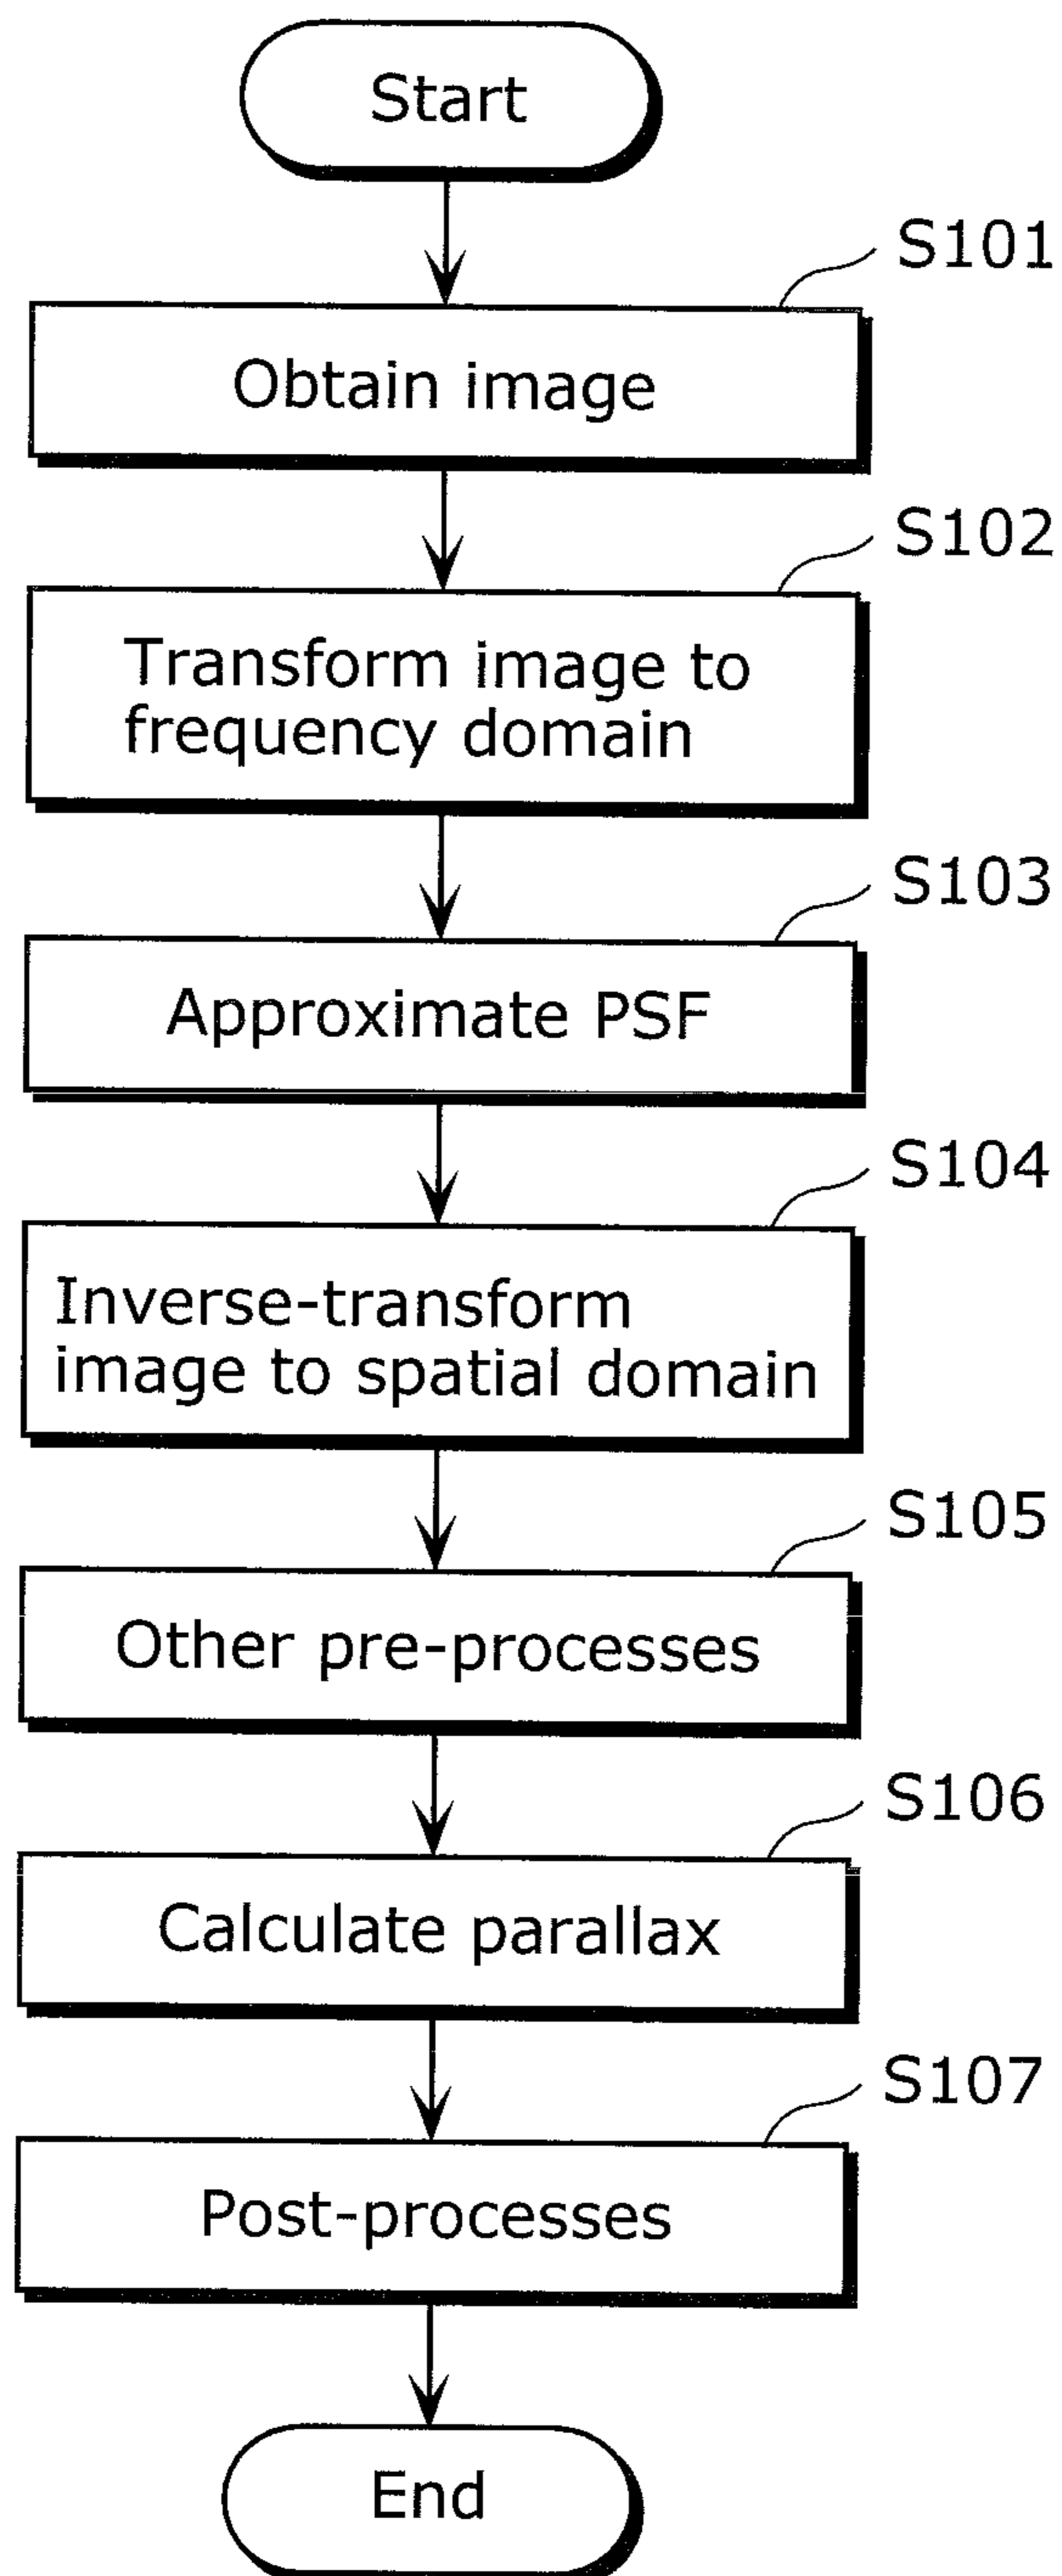 Start
S101
Obtain image
S102
Transform image to
frequency domain
S103
Approximate PSF
S104
Inverse-transform
image to spatial domain
S105
Other pre-processes
S106
Calculate parallax
S107
Post-processes
End